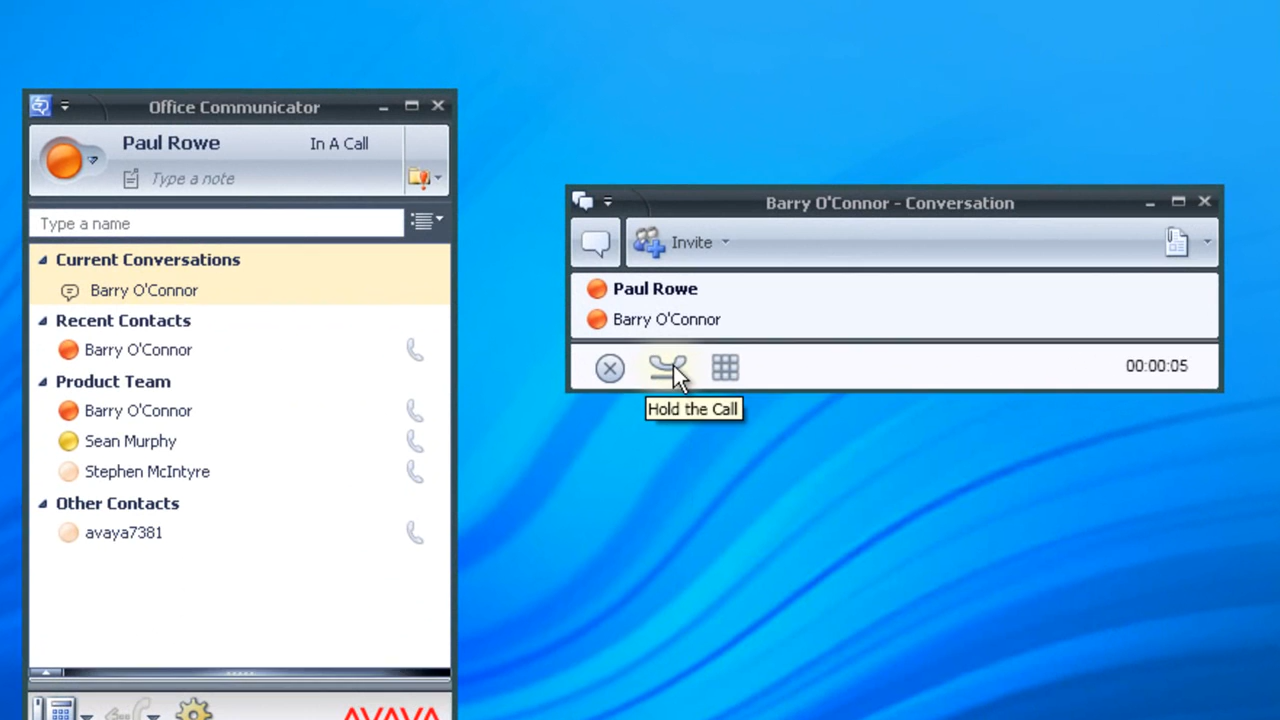 Office Communicator
Paul Rowe
In A Call
Type a note
Type a name
Current Conversations
Barry O'Connor
Recent Contacts
Barry O'Connor
Product Team
Barry O'Connor
Sean Murphy
Stephen McIntyre
Other Contacts
avaya7381
AVAYA
Barry O'Connor - Conversation
Invite
Paul Rowe
Barry O'Connor
00:00:05
Hold the Call